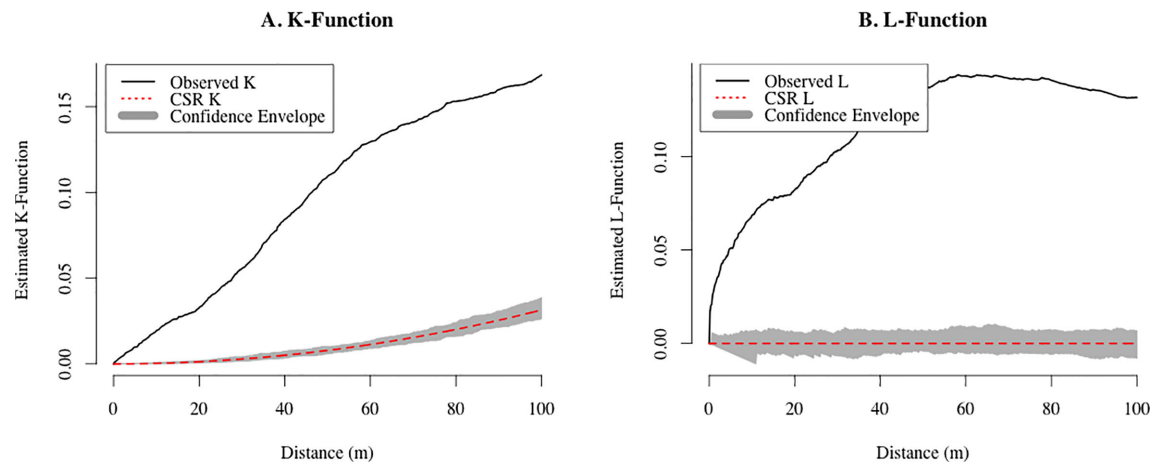 A. K-Function
Observed K
CSR K
Confidence Envelope
Estimated K-Function
0.15
0.10
0.05
0.00
0 20 40 60 80 100
Distance (m)
B. L-Function
Observed L
CSR L
Confidence Envelope
Estimated L-Function
0.10
0.05
0.00
0 20 40 60 80 100
Distance (m)